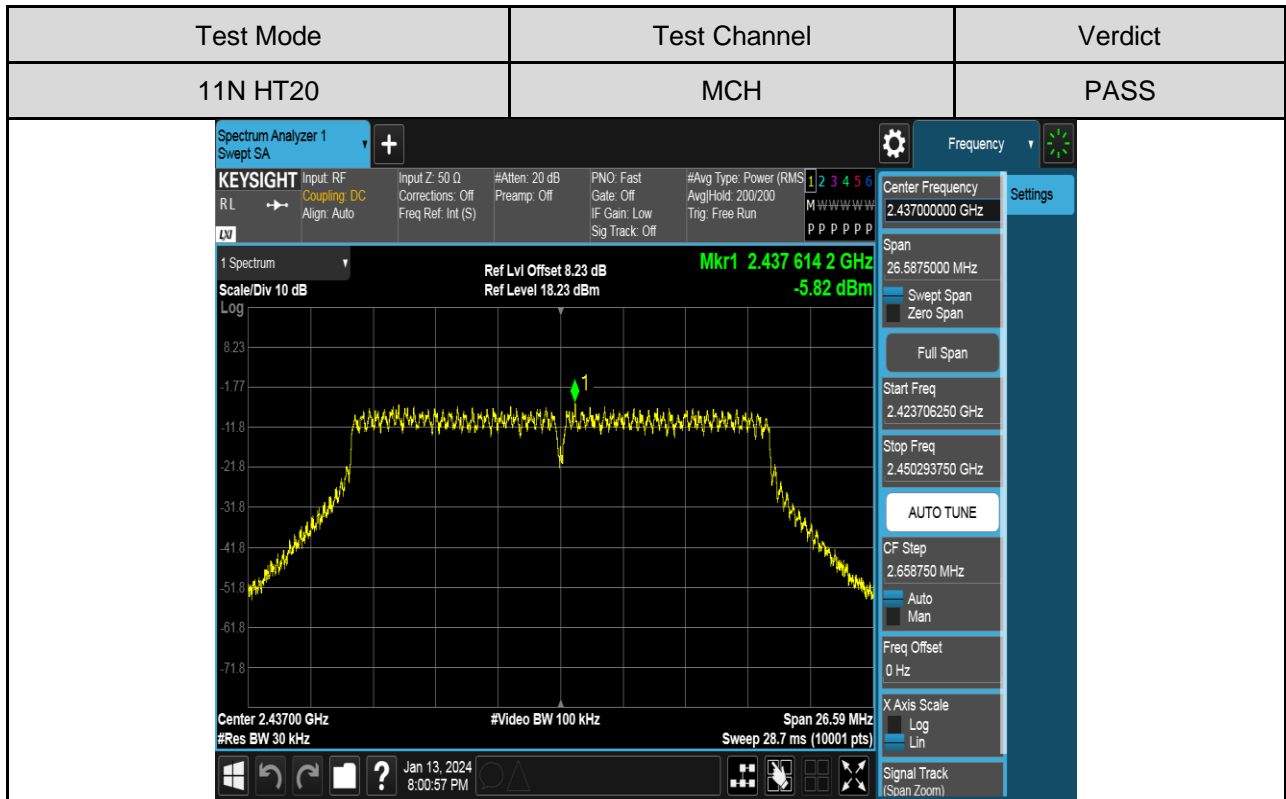 Test Mode Test Channel Verdict
11N HT20 MCH PASS
Spectrum Analyzer 1
Swept SA
+
Frequency
KEYSIGHT
RL
LXI
Input: RF
Coupling: DC
Align: Auto
Input Z: 50 Ω
Corrections: Off
Freq Ref: Int (S)
#Atten: 20 dB
Preamp: Off
PNO: Fast
Gate: Off
IF Gain: Low
Sig Track: Off
#Avg Type: Power (RMS
Avg|Hold: 200/200
Trig: Free Run
1 2 3 4 5 6
M W W W W W
P P P P P P
1 Spectrum
Scale/Div 10 dB
Ref Lvl Offset 8.23 dB
Ref Level 18.23 dBm
Mkr1 2.437 614 2 GHz
-5.82 dBm
Log
8.23
-1.77
-11.8
-21.8
-31.8
-41.8
-51.8
-61.8
-71.8
1
Center 2.43700 GHz
#Res BW 30 kHz
#Video BW 100 kHz
Span 26.59 MHz
Sweep 28.7 ms (10001 pts)
Center Frequency
2.437000000 GHz
Settings
Span
26.5875000 MHz
Swept Span
Zero Span
Full Span
Start Freq
2.423706250 GHz
Stop Freq
2.450293750 GHz
AUTO TUNE
CF Step
2.658750 MHz
Auto
Man
Freq Offset
0 Hz
X Axis Scale
Log
Lin
Signal Track
(Span Zoom)
?
Jan 13, 2024
8:00:57 PM